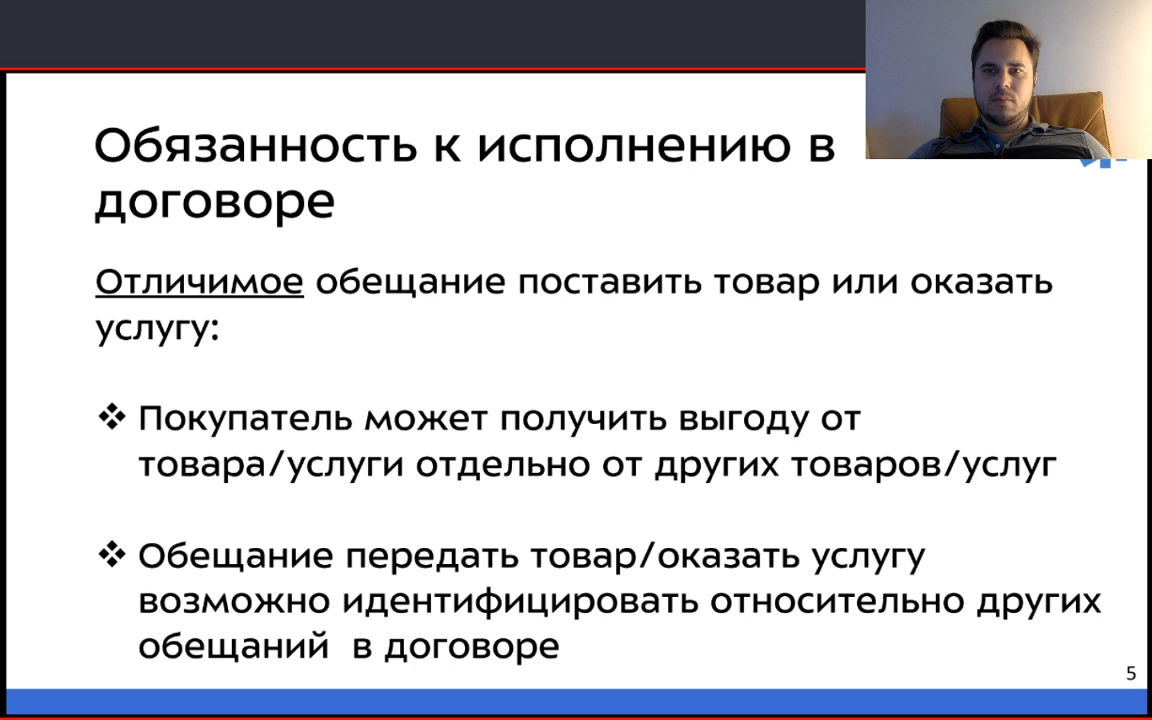 Обязанность к исполнению в
договоре
Отличимое обещание поставить товар или оказать
услугу:
❖ Покупатель может получить выгоду от
товара/услуги отдельно от других товаров/услуг
❖ Обещание передать товар/оказать услугу
возможно идентифицировать относительно других
обещаний в договоре
5